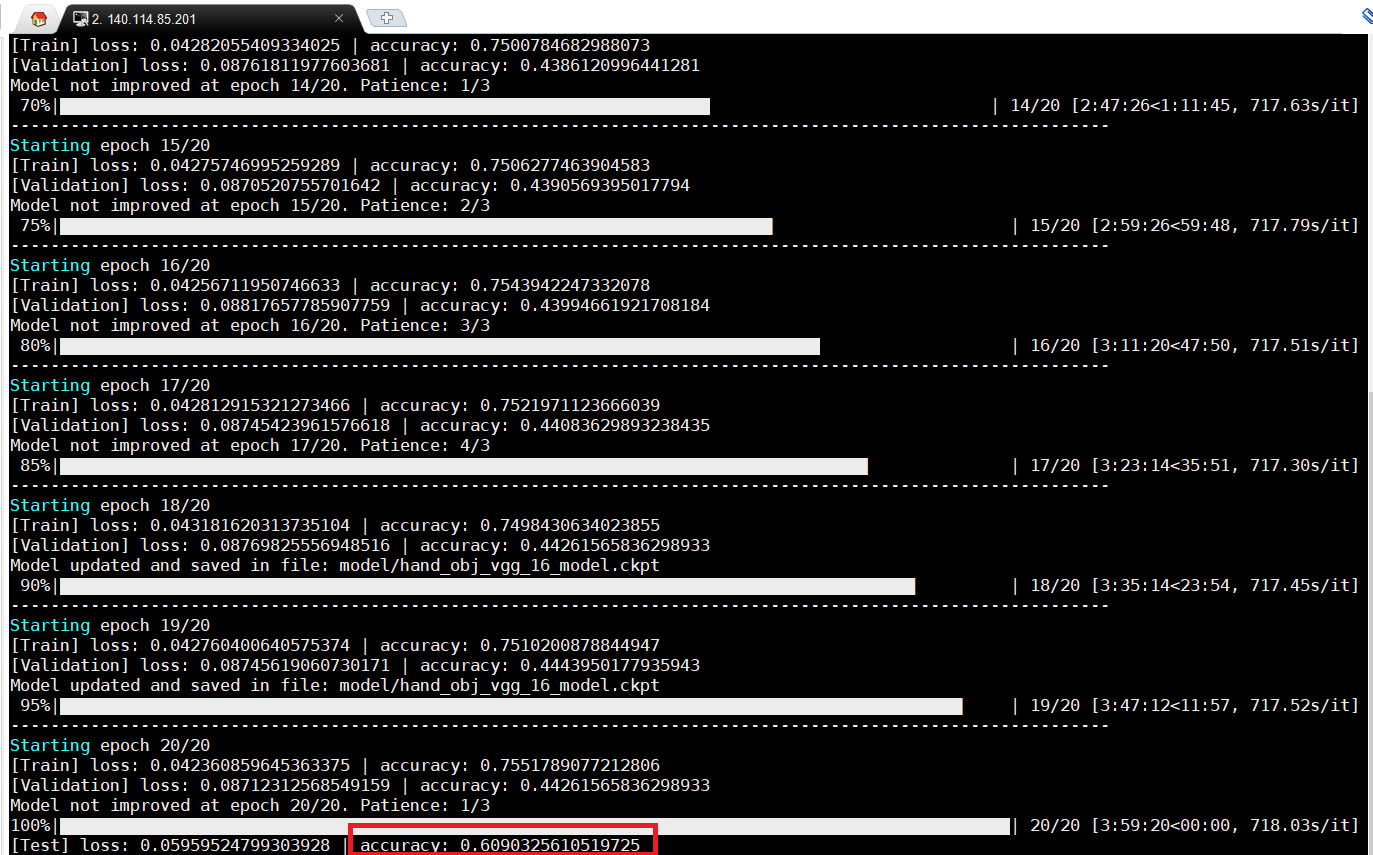 2. 140.114.85.201
[Train] loss: 0.04282055409334025 | accuracy: 0.7500784682988073
[Validation] loss: 0.08761811977603681 | accuracy: 0.4386120996441281
Model not improved at epoch 14/20. Patience: 1/3
70%| | 14/20 [2:47:26<1:11:45, 717.63s/it]
--------------------------------------------------------------------------------------------------------------
Starting epoch 15/20
[Train] loss: 0.04275746995259289 | accuracy: 0.7506277463904583
[Validation] loss: 0.0870520755701642 | accuracy: 0.4390569395017794
Model not improved at epoch 15/20. Patience: 2/3
75%| | 15/20 [2:59:26<59:48, 717.79s/it]
--------------------------------------------------------------------------------------------------------------
Starting epoch 16/20
[Train] loss: 0.04256711950746633 | accuracy: 0.7543942247332078
[Validation] loss: 0.08817657785907759 | accuracy: 0.43994661921708184
Model not improved at epoch 16/20. Patience: 3/3
80%| | 16/20 [3:11:20<47:50, 717.51s/it]
--------------------------------------------------------------------------------------------------------------
Starting epoch 17/20
[Train] loss: 0.042812915321273466 | accuracy: 0.7521971123666039
[Validation] loss: 0.08745423961576618 | accuracy: 0.44083629893238435
Model not improved at epoch 17/20. Patience: 4/3
85%| | 17/20 [3:23:14<35:51, 717.30s/it]
--------------------------------------------------------------------------------------------------------------
Starting epoch 18/20
[Train] loss: 0.043181620313735104 | accuracy: 0.7498430634023855
[Validation] loss: 0.08769825556948516 | accuracy: 0.44261565836298933
Model updated and saved in file: model/hand_obj_vgg_16_model.ckpt
90%| | 18/20 [3:35:14<23:54, 717.45s/it]
--------------------------------------------------------------------------------------------------------------
Starting epoch 19/20
[Train] loss: 0.042760400640575374 | accuracy: 0.7510200878844947
[Validation] loss: 0.08745619060730171 | accuracy: 0.4443950177935943
Model updated and saved in file: model/hand_obj_vgg_16_model.ckpt
95%| | 19/20 [3:47:12<11:57, 717.52s/it]
--------------------------------------------------------------------------------------------------------------
Starting epoch 20/20
[Train] loss: 0.042360859645363375 | accuracy: 0.7551789077212806
[Validation] loss: 0.08712312568549159 | accuracy: 0.44261565836298933
Model not improved at epoch 20/20. Patience: 1/3
100%| | 20/20 [3:59:20<00:00, 718.03s/it]
[Test] loss: 0.05959524799303928 | accuracy: 0.6090325610519725